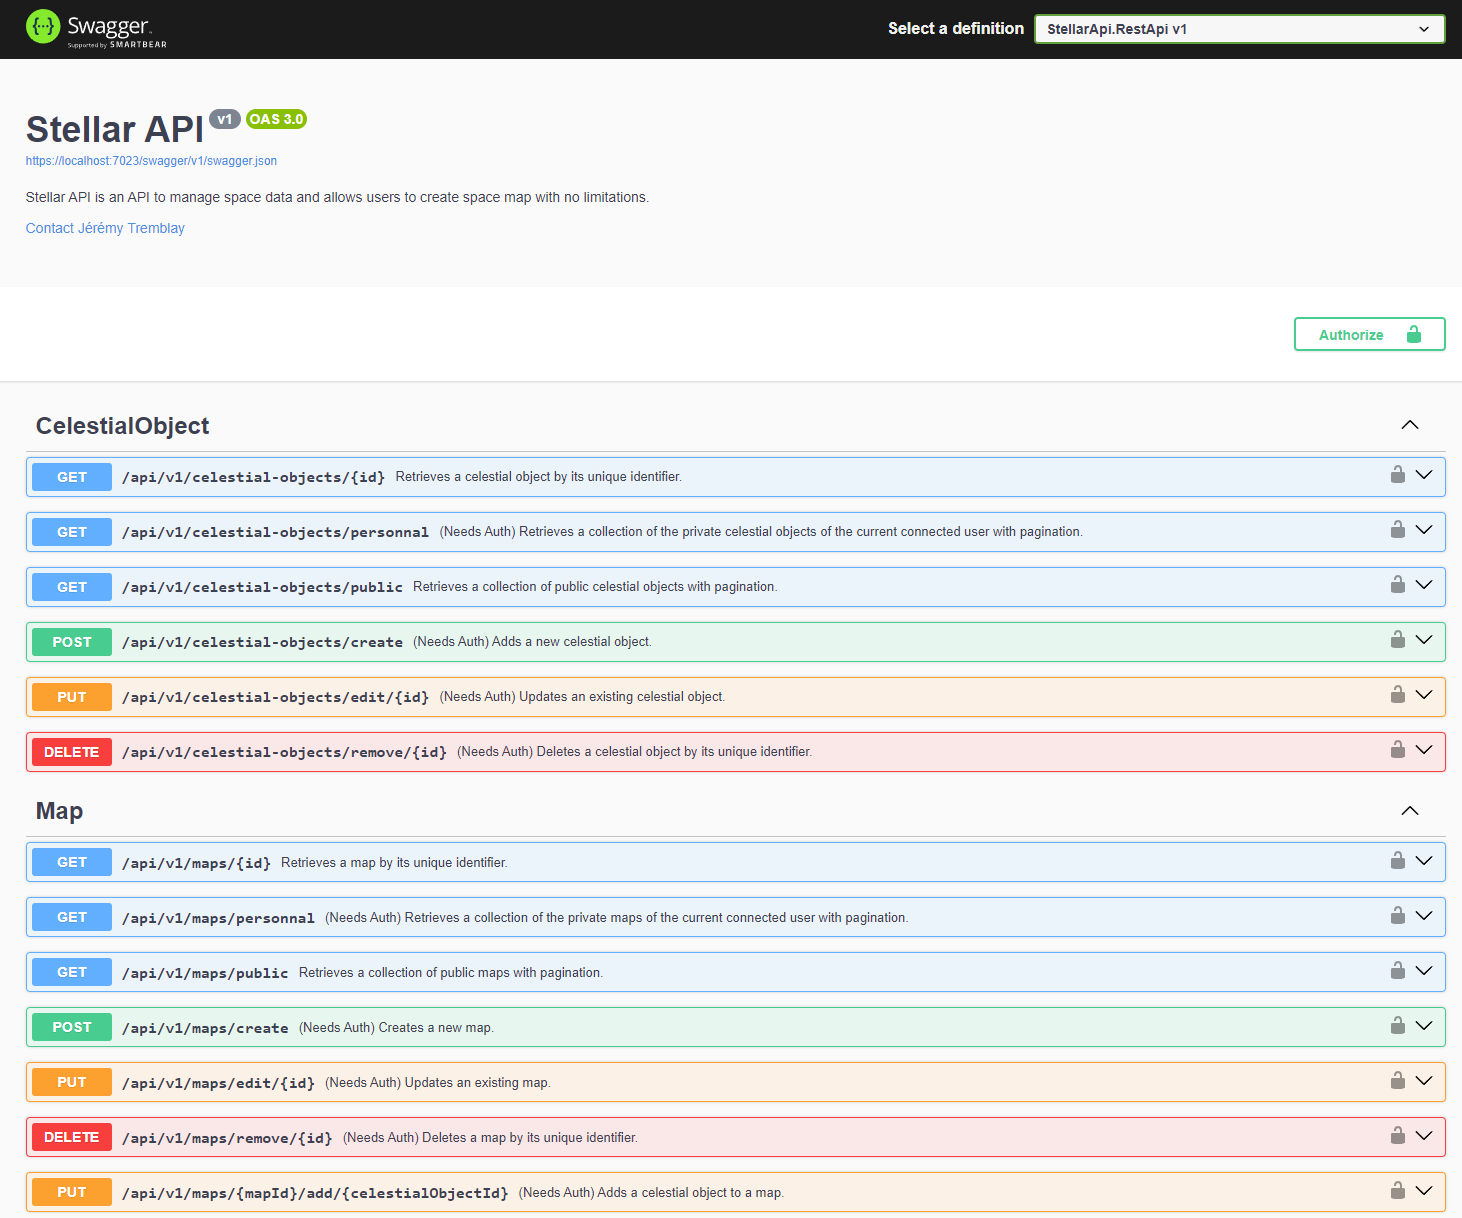 Swagger. Select a definition StellarApi.RestApi v1
Supported by SMARTBEAR
Stellar API v1 OAS 3.0
https://localhost:7023/swagger/v1/swagger.json
Stellar API is an API to manage space data and allows users to create space map with no limitations.
Contact Jérémy Tremblay
Authorize
CelestialObject
GET /api/v1/celestial-objects/{id} Retrieves a celestial object by its unique identifier.
GET /api/v1/celestial-objects/personnal (Needs Auth) Retrieves a collection of the private celestial objects of the current connected user with pagination.
GET /api/v1/celestial-objects/public Retrieves a collection of public celestial objects with pagination.
POST /api/v1/celestial-objects/create (Needs Auth) Adds a new celestial object.
PUT /api/v1/celestial-objects/edit/{id} (Needs Auth) Updates an existing celestial object.
DELETE /api/v1/celestial-objects/remove/{id} (Needs Auth) Deletes a celestial object by its unique identifier.
Map
GET /api/v1/maps/{id} Retrieves a map by its unique identifier.
GET /api/v1/maps/personnal (Needs Auth) Retrieves a collection of the private maps of the current connected user with pagination.
GET /api/v1/maps/public Retrieves a collection of public maps with pagination.
POST /api/v1/maps/create (Needs Auth) Creates a new map.
PUT /api/v1/maps/edit/{id} (Needs Auth) Updates an existing map.
DELETE /api/v1/maps/remove/{id} (Needs Auth) Deletes a map by its unique identifier.
PUT /api/v1/maps/{mapId}/add/{celestialObjectId} (Needs Auth) Adds a celestial object to a map.